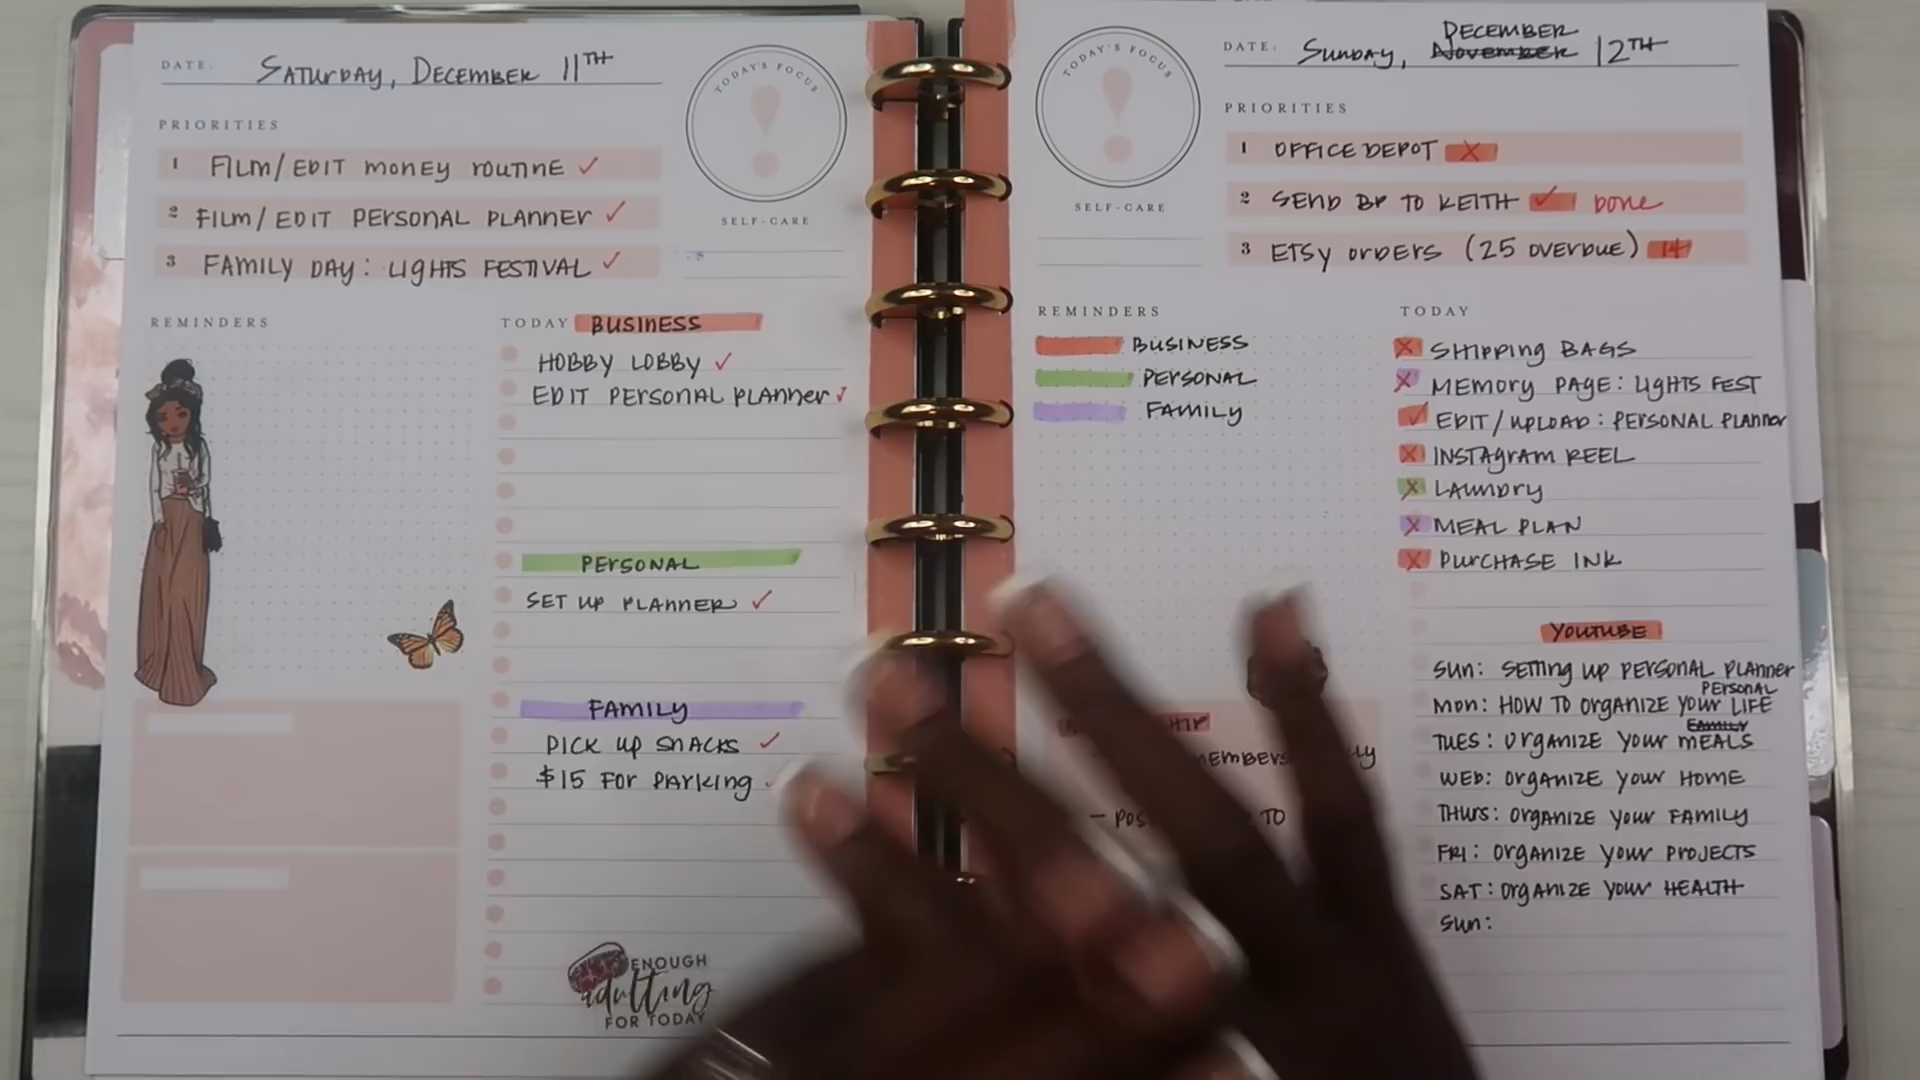 DATE: SATURDAY, DECEMBER 11TH
TODAY'S FOCUS
PRIORITIES
1 FILM/EDIT MONEY ROUTINE ✓
2 FILM/EDIT PERSONAL PLANNER ✓
3 FAMILY DAY: LIGHTS FESTIVAL ✓
SELF-CARE
REMINDERS
TODAY BUSINESS
HOBBY LOBBY ✓
EDIT PERSONAL PLANNER ✓
PERSONAL
SET UP PLANNER ✓
FAMILY
PICK UP SNACKS ✓
$15 FOR PARKING
ENOUGH
adulting
FOR TODAY
TODAY'S FOCUS
SELF-CARE
DECEMBER
DATE: SUNDAY, NOVEMBER 12TH
PRIORITIES
1 OFFICE DEPOT X
2 SEND BP TO KEITH ✓ DONE
3 ETSY ORDERS (25 OVERDUE) 14
REMINDERS
BUSINESS
PERSONAL
FAMILY
TODAY
X SHIPPING BAGS
X MEMORY PAGE: LIGHTS FEST
✓ EDIT/UPLOAD: PERSONAL PLANNER
X INSTAGRAM REEL
X LAUNDRY
X MEAL PLAN
X PURCHASE INK
YOUTUBE
SUN: SETTING UP PERSONAL PLANNER
PERSONAL
MON: HOW TO ORGANIZE YOUR LIFE
FAMILY
TUES: ORGANIZE YOUR MEALS
WED: ORGANIZE YOUR HOME
THURS: ORGANIZE YOUR FAMILY
FRI: ORGANIZE YOUR PROJECTS
SAT: ORGANIZE YOUR HEALTH
SUN:
TO